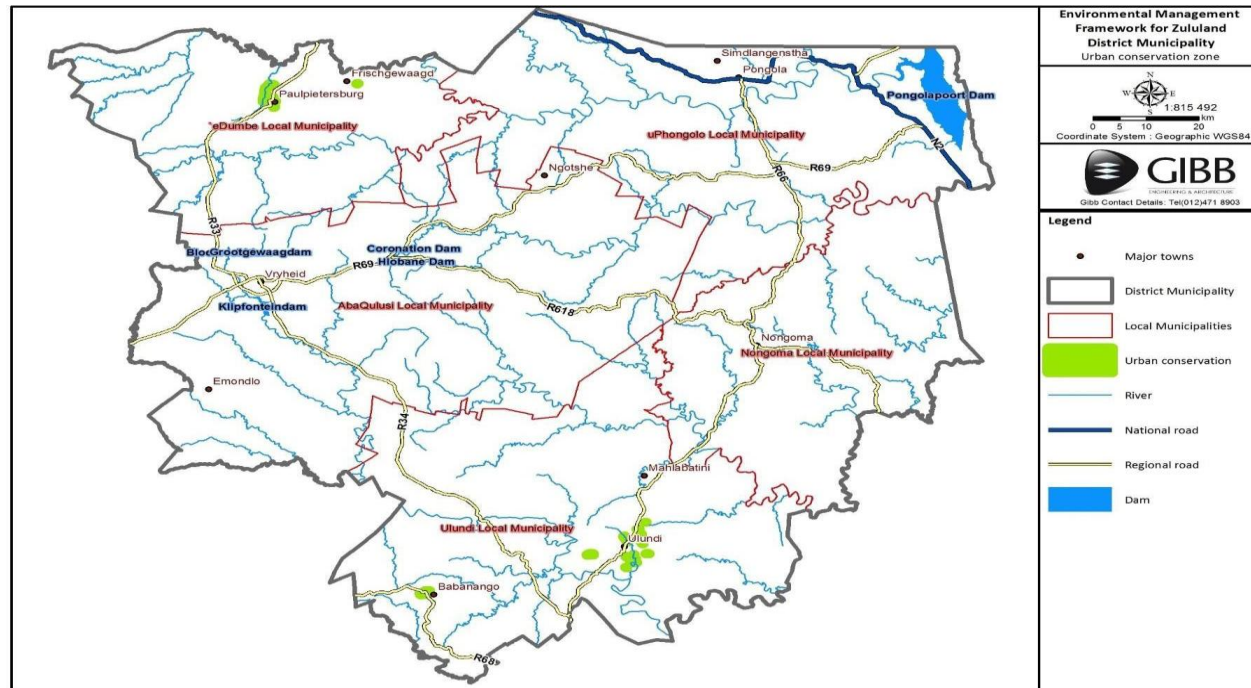 Environmental Management
Framework for Zululand
District Municipality
Urban conservation zone
N
W E
S
1:815 492
0 5 10 20
km
Coordinate System : Geographic WGS84
GIBB
ENGINEERING & ARCHITECTURE
Gibb Contact Details: Tel(012)471 8903
Legend
Major towns
District Municipality
Local Municipalities
Urban conservation
River
National road
Regional road
Dam
Simdlangenstha
Pongola
Frischgewaagd
Paulpietersburg
Pongolapoort Dam
eDumbe Local Municipality
uPhongolo Local Municipality
N2
R69
R66
Ngotshe
R33
Grootgewaagdam
Coronation Dam
Hlobane Dam
R69
Vryheid
Klipfonteindam
AbaQulusi Local Municipality
R618
Nongoma
Nongoma Local Municipality
Emondlo
R34
Mahlabatini
Ulundi Local Municipality
Ulundi
Babanango
R68